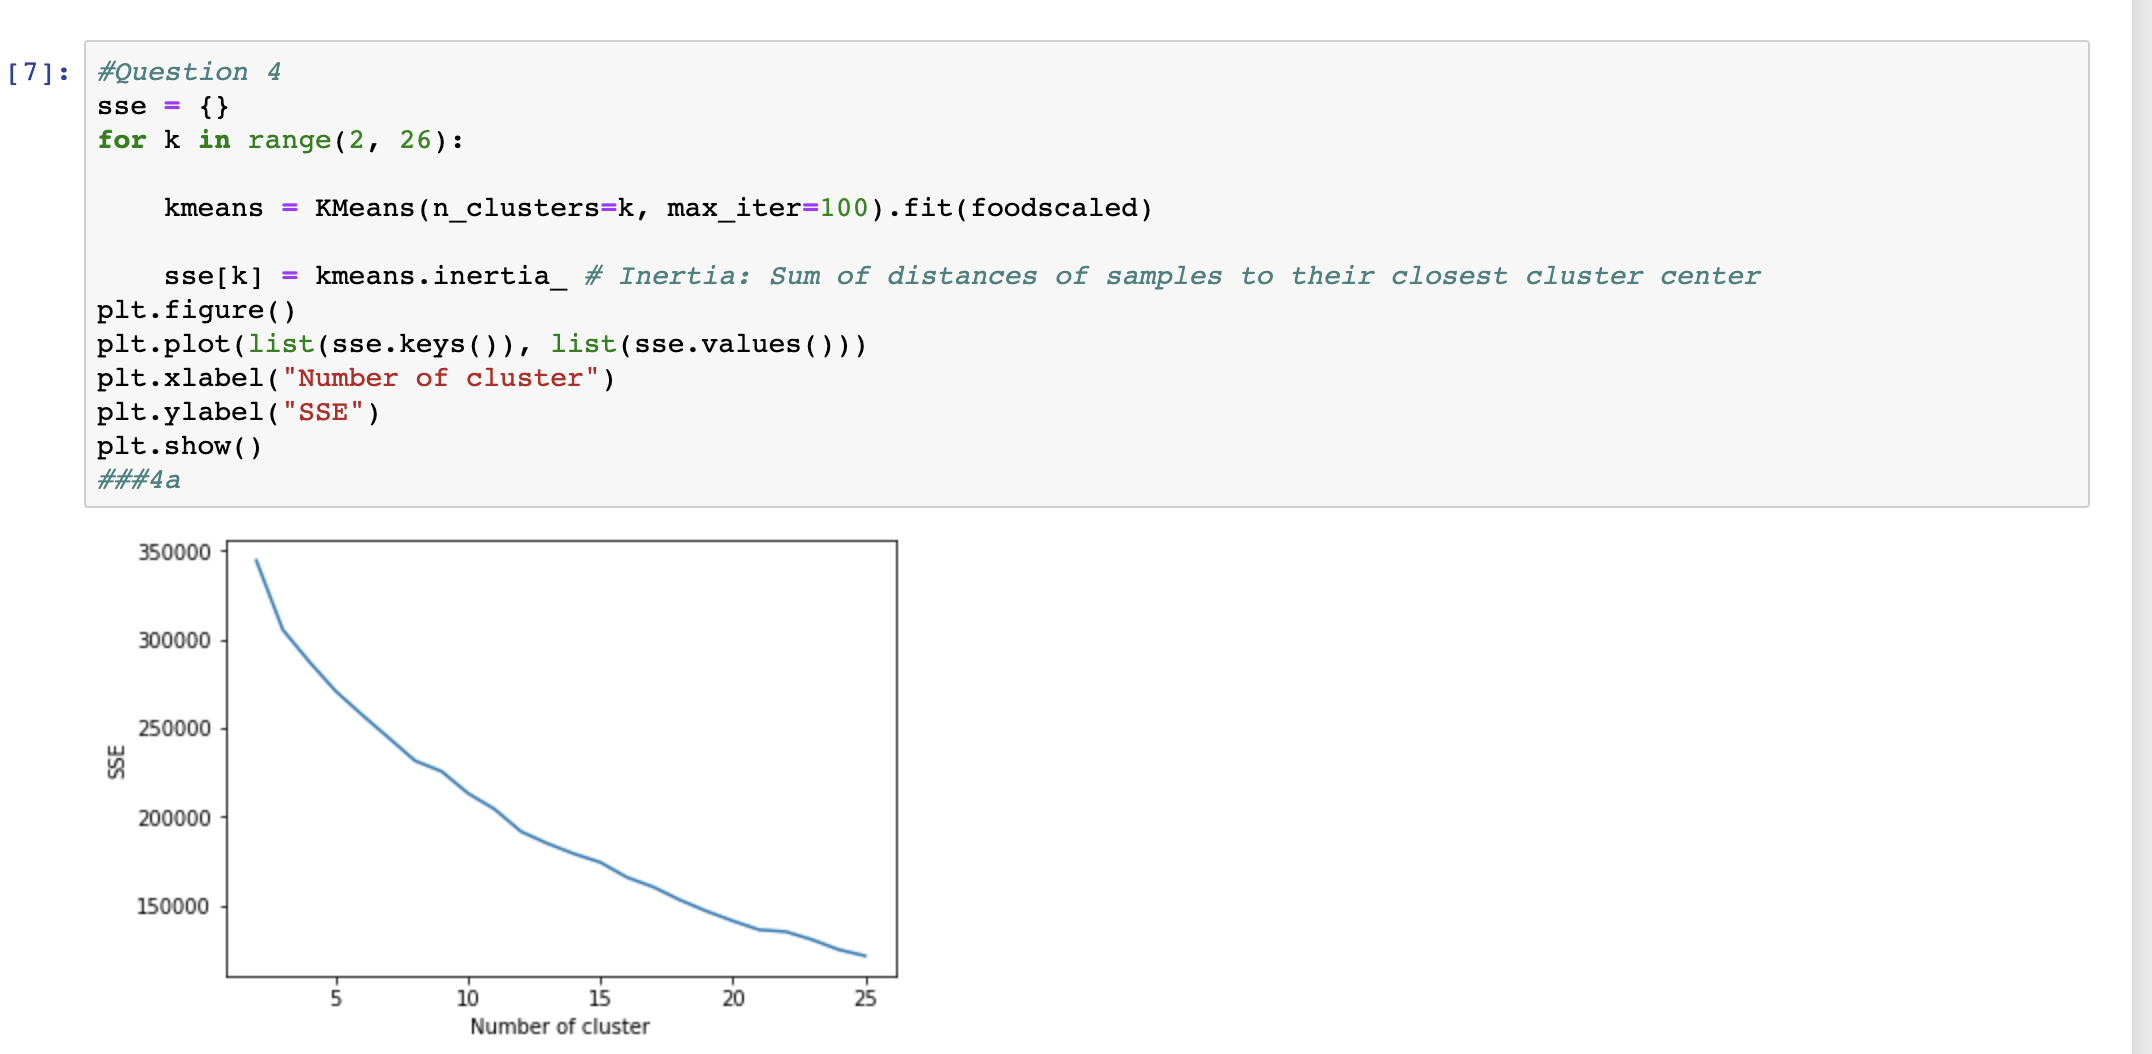 [7]:
#Question 4
sse = {}
for k in range(2, 26):
    kmeans = KMeans(n_clusters=k, max_iter=100).fit(foodscaled)
    sse[k] = kmeans.inertia_ # Inertia: Sum of distances of samples to their closest cluster center
plt.figure()
plt.plot(list(sse.keys()), list(sse.values()))
plt.xlabel("Number of cluster")
plt.ylabel("SSE")
plt.show()
###4a
350000
300000
250000
200000
150000
SSE
5 10 15 20 25
Number of cluster